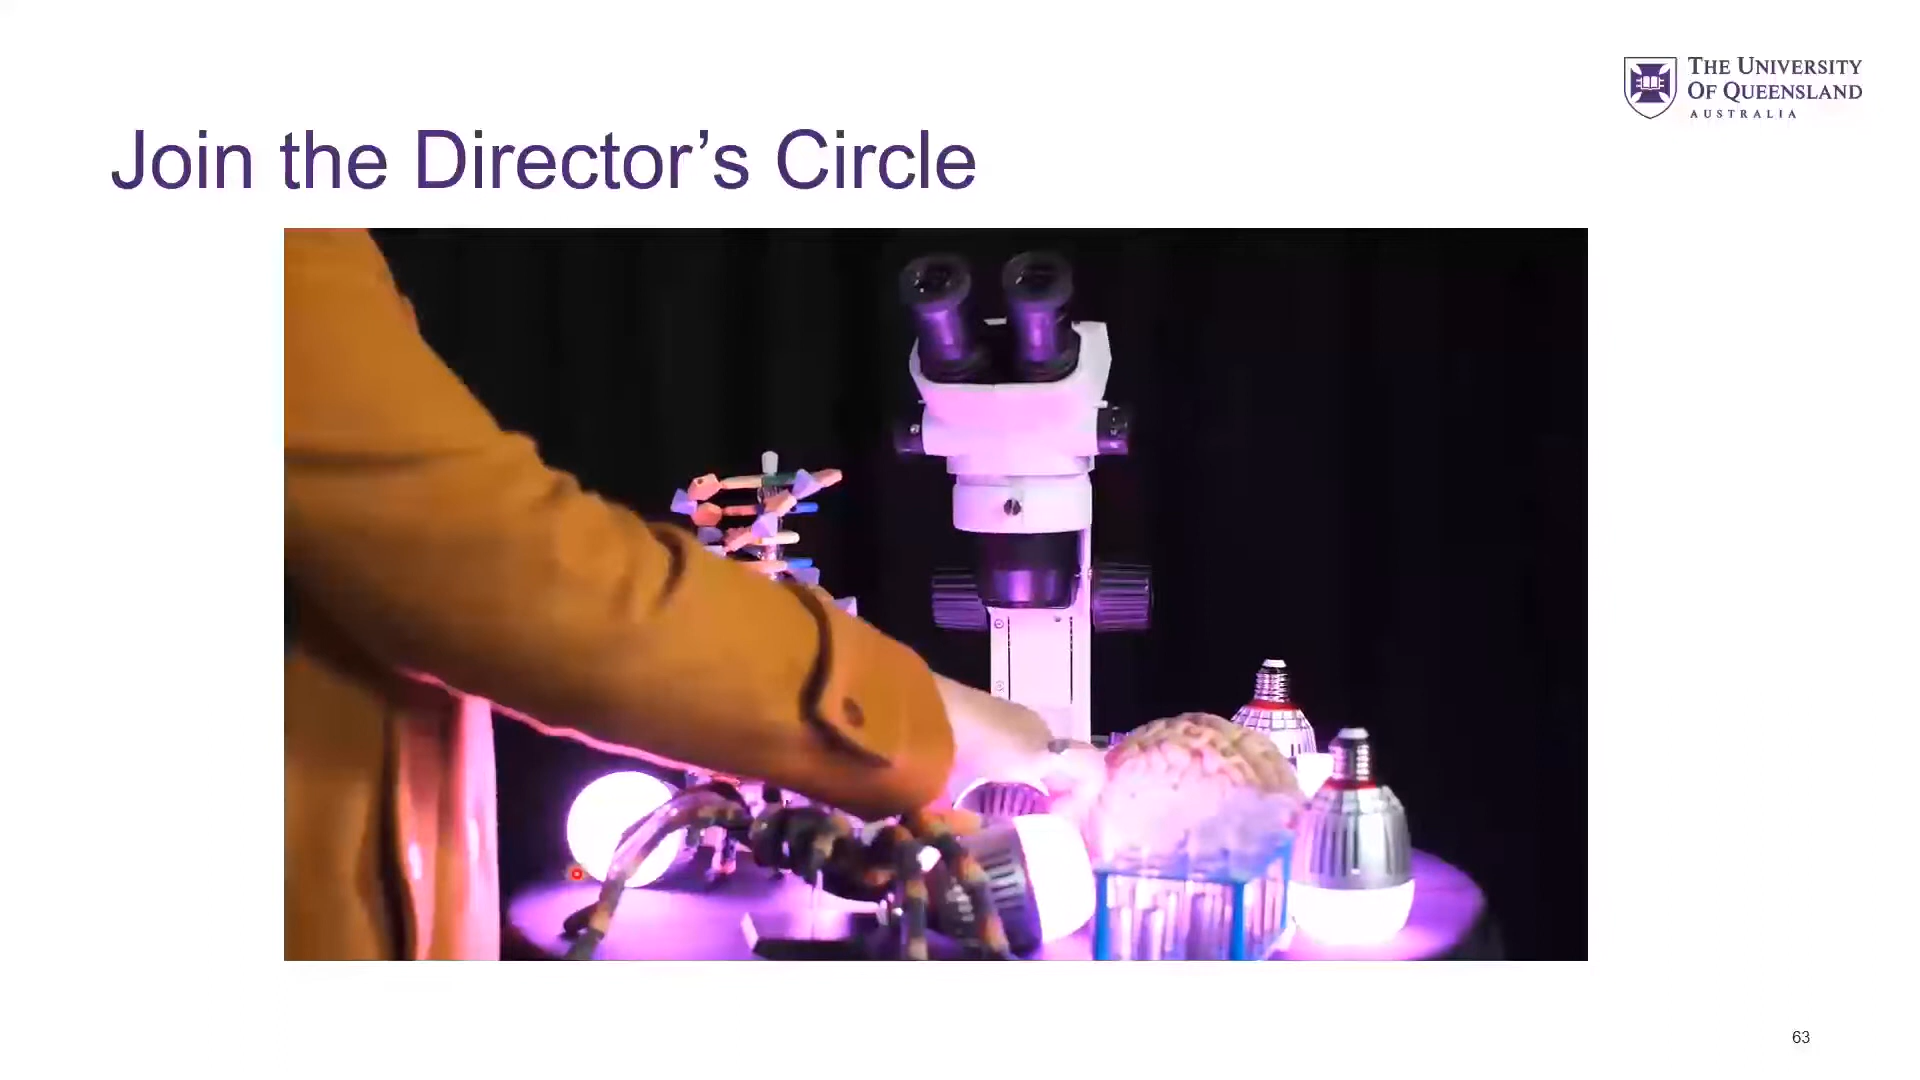 THE UNIVERSITY
OF QUEENSLAND
AUSTRALIA
Join the Director’s Circle
63